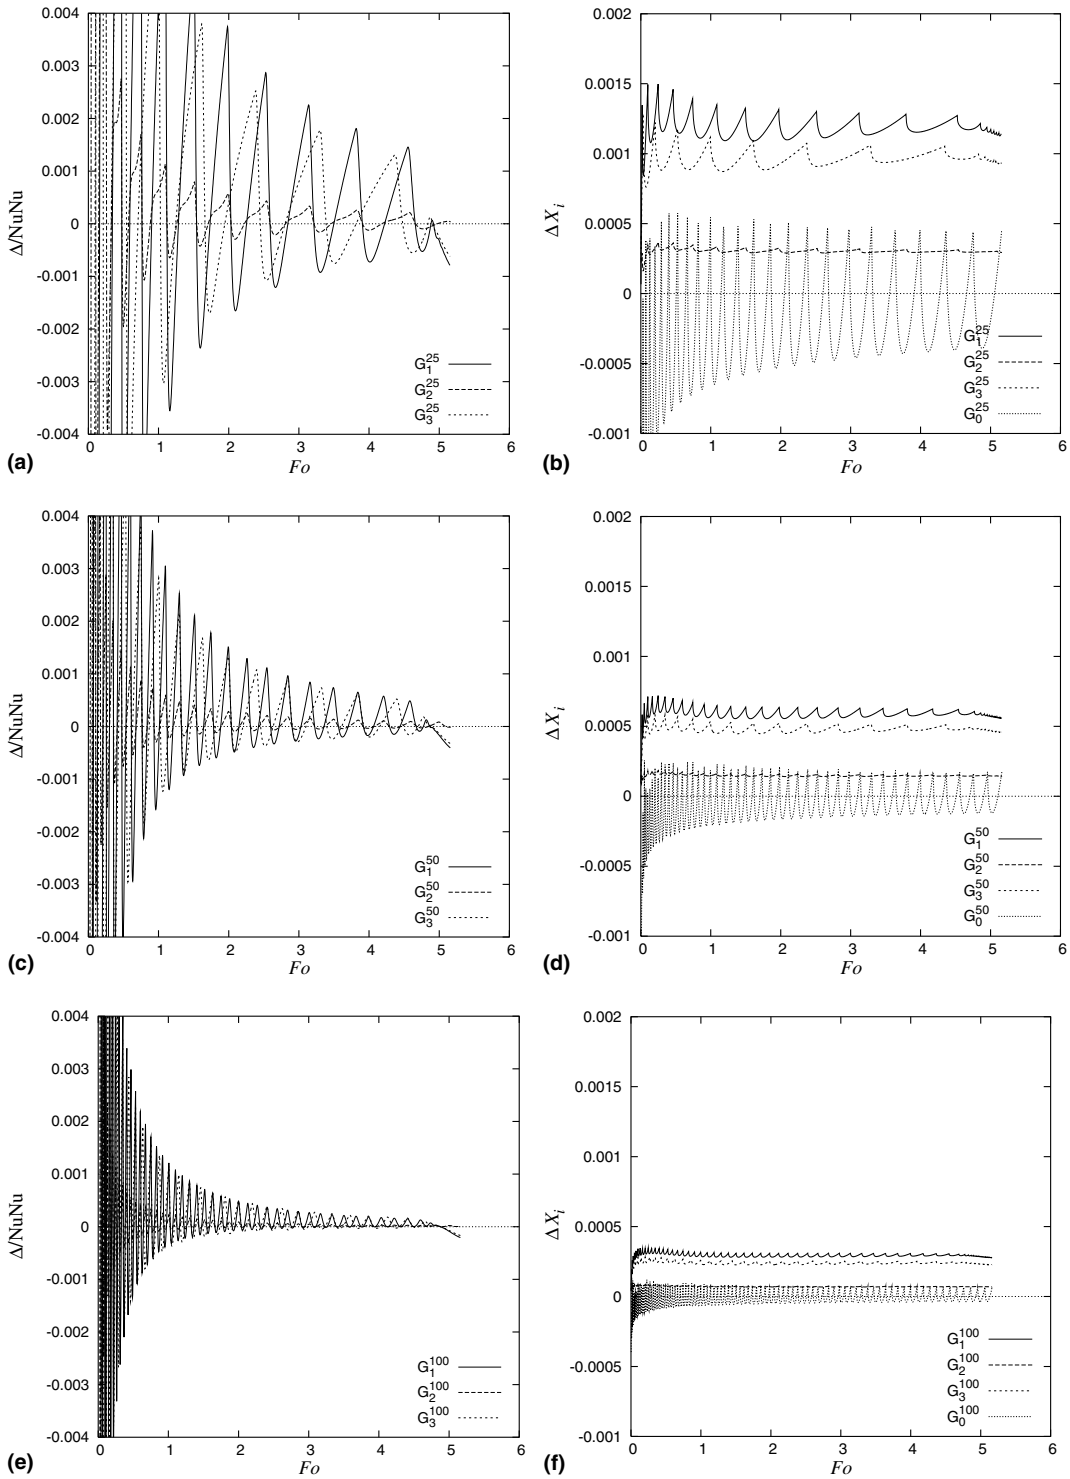 0.004
0.003
0.002
0.001
0
-0.001
-0.002
-0.003
-0.004
Δ/NuNu
0 1 2 3 4 5 6
Fo
G₁²⁵
G₂²⁵
G₃²⁵
(a)
0.002
0.0015
0.001
0.0005
0
-0.0005
-0.001
ΔXᵢ
0 1 2 3 4 5 6
Fo
G₁²⁵
G₂²⁵
G₃²⁵
G₀²⁵
(b)
0.004
0.003
0.002
0.001
0
-0.001
-0.002
-0.003
-0.004
Δ/NuNu
0 1 2 3 4 5 6
Fo
G₁⁵⁰
G₂⁵⁰
G₃⁵⁰
(c)
0.002
0.0015
0.001
0.0005
0
-0.0005
-0.001
ΔXᵢ
0 1 2 3 4 5 6
Fo
G₁⁵⁰
G₂⁵⁰
G₃⁵⁰
G₀⁵⁰
(d)
0.004
0.003
0.002
0.001
0
-0.001
-0.002
-0.003
-0.004
Δ/NuNu
0 1 2 3 4 5 6
Fo
G₁¹⁰⁰
G₂¹⁰⁰
G₃¹⁰⁰
(e)
0.002
0.0015
0.001
0.0005
0
-0.0005
-0.001
ΔXᵢ
0 1 2 3 4 5 6
Fo
G₁¹⁰⁰
G₂¹⁰⁰
G₃¹⁰⁰
G₀¹⁰⁰
(f)